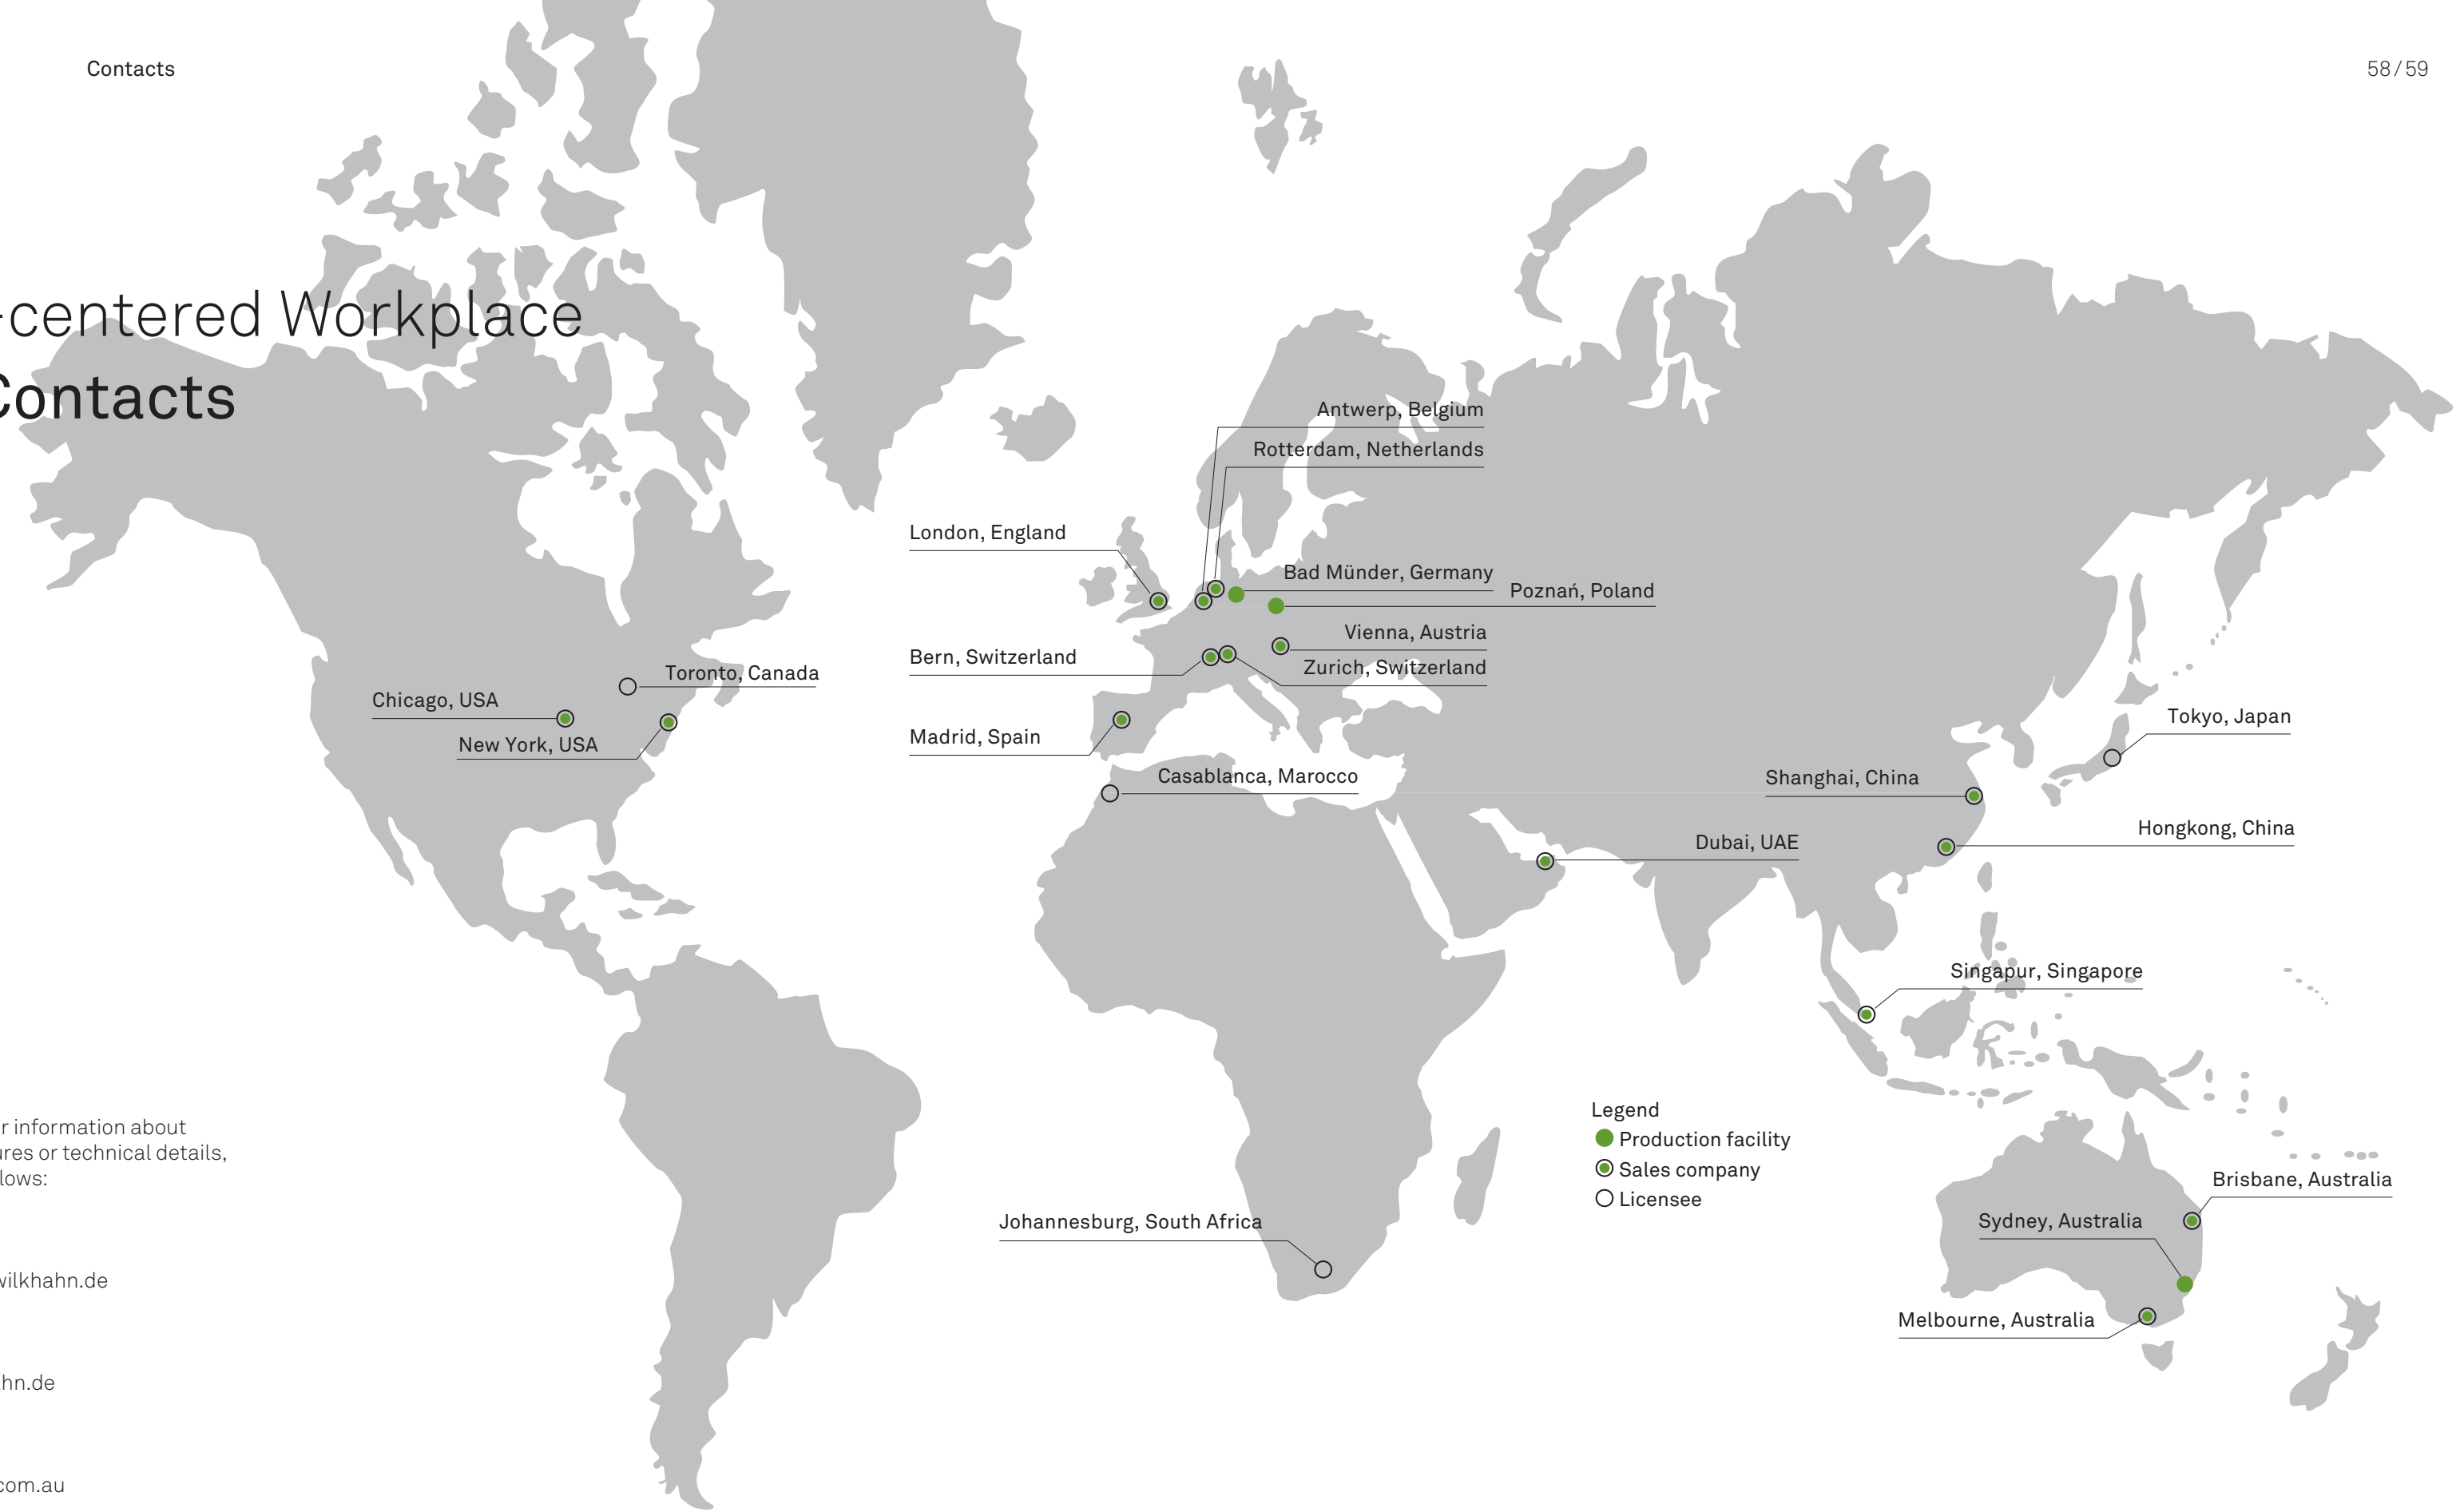 Contacts
58/59
-centered Workplace
Contacts
Antwerp, Belgium
Rotterdam, Netherlands
London, England
Bad Münder, Germany
Poznań, Poland
Vienna, Austria
Bern, Switzerland
Zurich, Switzerland
Toronto, Canada
Chicago, USA
New York, USA
Madrid, Spain
Tokyo, Japan
Casablanca, Marocco
Shanghai, China
Hongkong, China
Dubai, UAE
Singapur, Singapore
Legend
Production facility
Sales company
Licensee
r information about
ures or technical details,
lows:
Brisbane, Australia
Sydney, Australia
Johannesburg, South Africa
wilkhahn.de
Melbourne, Australia
hn.de
com.au